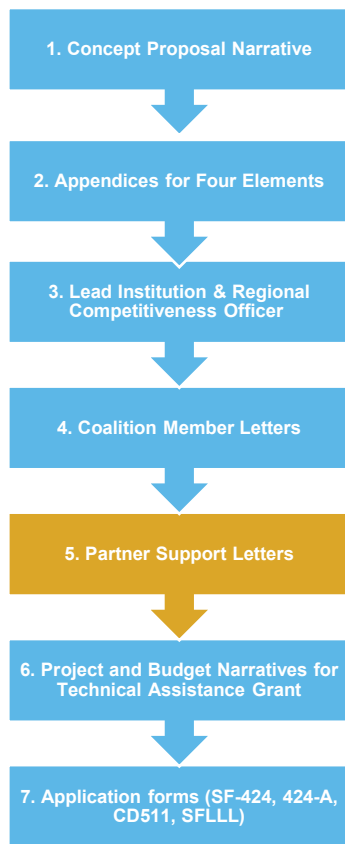 1. Concept Proposal Narrative
2. Appendices for Four Elements
3. Lead Institution & Regional
Competitiveness Officer
4. Coalition Member Letters
5. Partner Support Letters
6. Project and Budget Narratives for
Technical Assistance Grant
7. Application forms (SF-424, 424-A,
CD511, SFLLL)